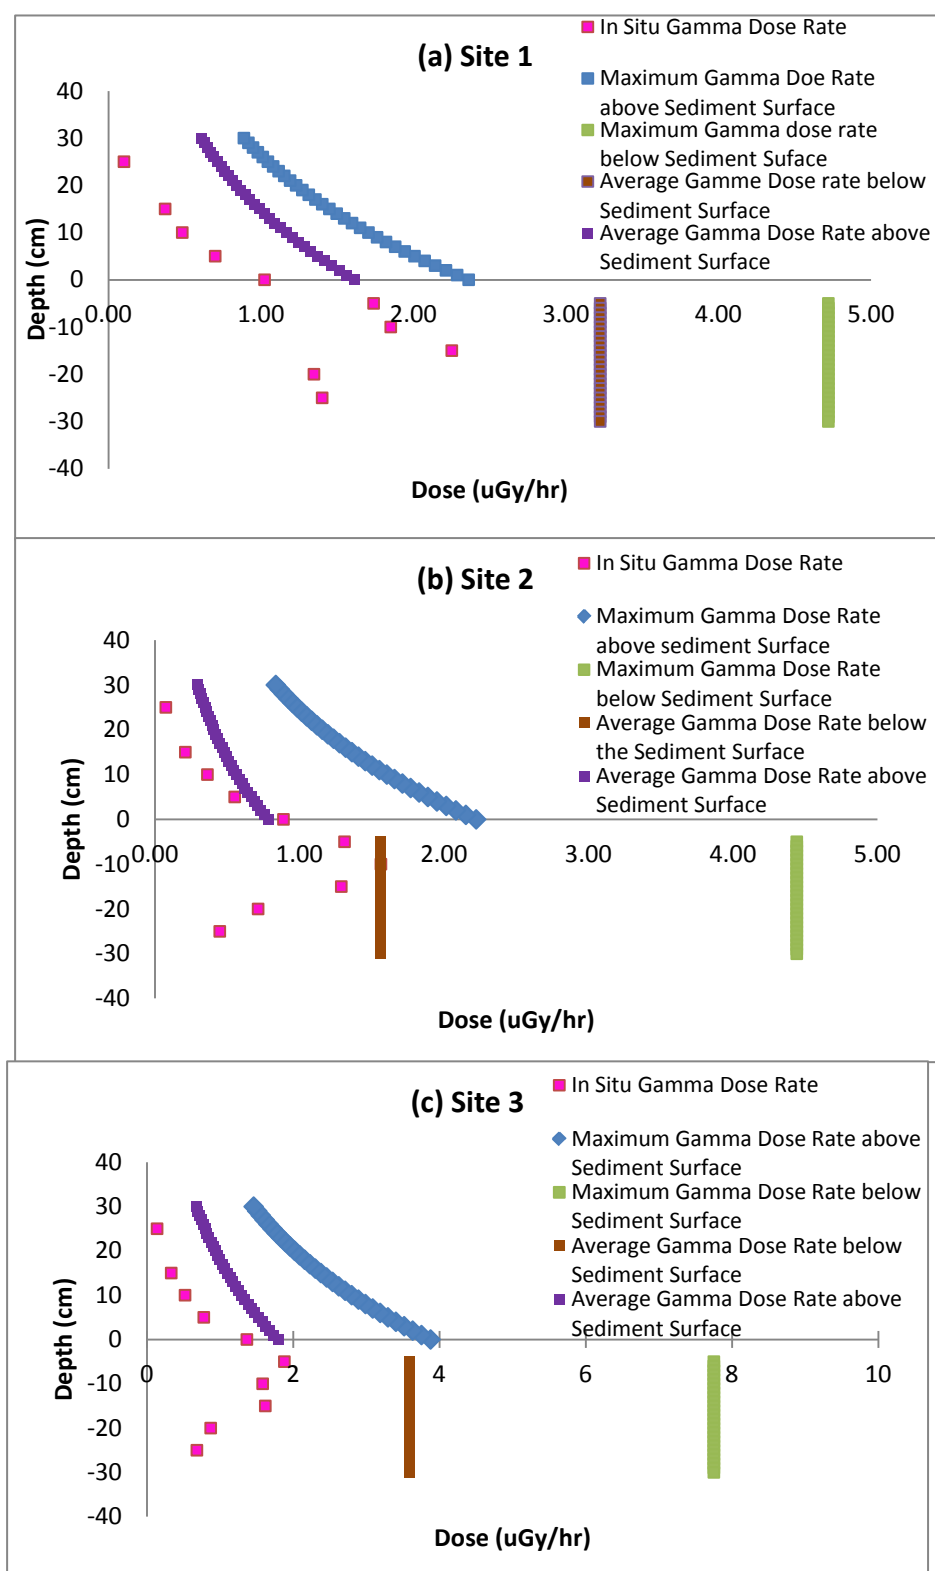 (a) Site 1
In Situ Gamma Dose Rate
Maximum Gamma Doe Rate
above Sediment Surface
Maximum Gamma dose rate
below Sediment Suface
Average Gamme Dose rate below
Sediment Surface
Average Gamma Dose Rate above
Sediment Surface
Depth (cm)
40
30
20
10
0
-10
-20
-30
-40
0.00 1.00 2.00 3.00 4.00 5.00
Dose (uGy/hr)
(b) Site 2
In Situ Gamma Dose Rate
Maximum Gamma Dose Rate
above sediment Surface
Maximum Gamma Dose Rate
below Sediment Surface
Average Gamma Dose Rate below
the Sediment Surface
Average Gamma Dose Rate above
Sediment Surface
Depth (cm)
40
30
20
10
0
-10
-20
-30
-40
0.00 1.00 2.00 3.00 4.00 5.00
Dose (uGy/hr)
(c) Site 3
In Situ Gamma Dose Rate
Maximum Gamma Dose Rate above
Sediment Surface
Maximum Gamma Dose Rate below
Sediment Surface
Average Gamma Dose Rate below
Sediment Surface
Average Gamma Dose Rate above
Sediment Surface
Depth (cm)
40
30
20
10
0
-10
-20
-30
-40
0 2 4 6 8 10
Dose (uGy/hr)